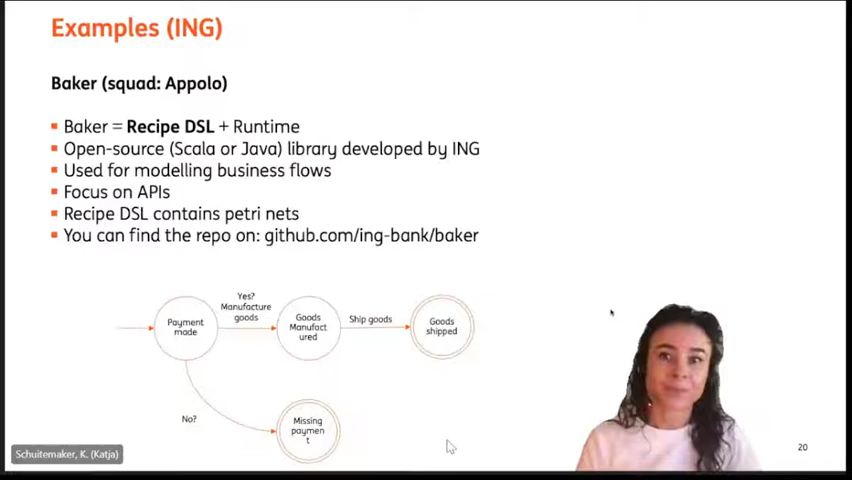 Examples (ING)
Baker (squad: Appolo)
Baker = Recipe DSL + Runtime
Open-source (Scala or Java) library developed by ING
Used for modelling business flows
Focus on APIs
Recipe DSL contains petri nets
You can find the repo on: github.com/ing-bank/baker
Payment
made
Yes?
Manufacture
goods
Goods
Manufact
ured
Ship goods
Goods
shipped
No?
Missing
paymen
t
Schuitemaker, K. (Katja)
20